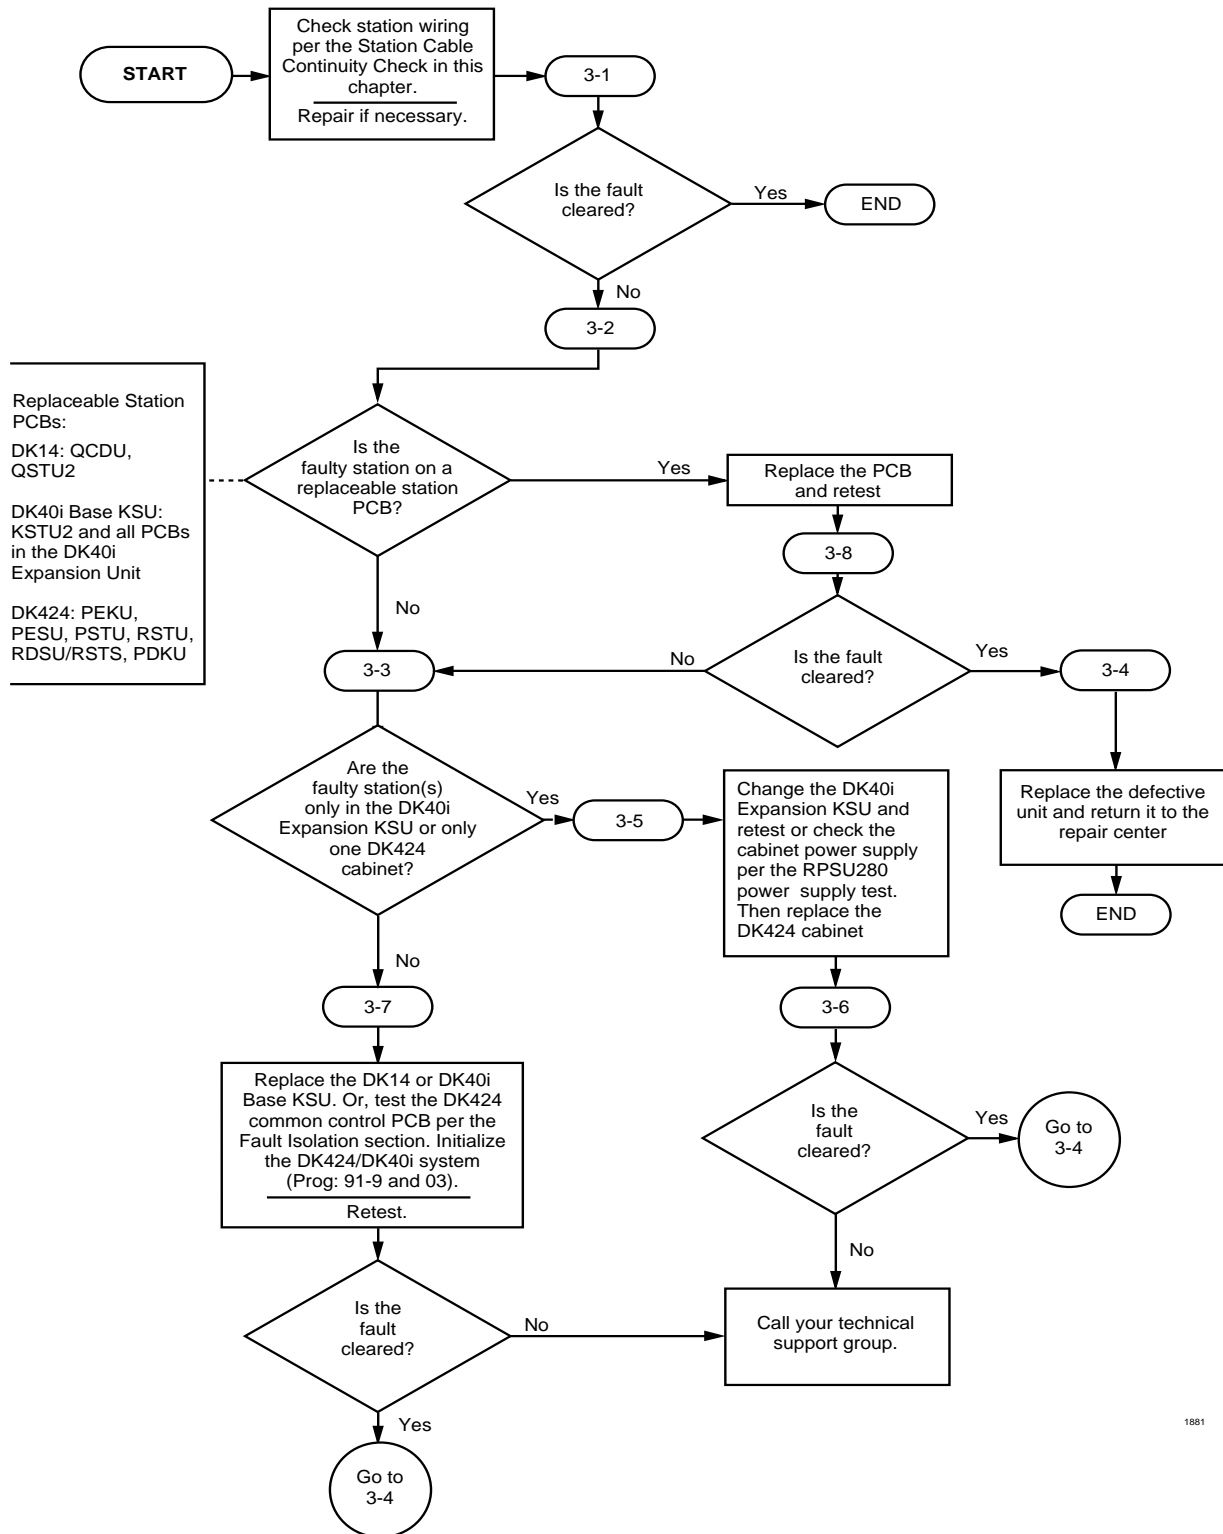 START
Check station wiring
per the Station Cable
Continuity Check in this
chapter.
Repair if necessary.
3-1
Is the fault
cleared?
Yes
END
No
3-2
Replaceable Station
PCBs:
DK14: QCDU,
QSTU2
DK40i Base KSU:
KSTU2 and all PCBs
in the DK40i
Expansion Unit
DK424: PEKU,
PESU, PSTU, RSTU,
RDSU/RSTS, PDKU
Is the
faulty station on a
replaceable station
PCB?
Yes
Replace the PCB
and retest
3-8
No
3-3
No
Is the fault
cleared?
Yes
3-4
Replace the defective
unit and return it to the
repair center
END
Are the
faulty station(s)
only in the DK40i
Expansion KSU or only
one DK424
cabinet?
Yes
3-5
Change the DK40i
Expansion KSU and
retest or check the
cabinet power supply
per the RPSU280
power supply test.
Then replace the
DK424 cabinet
No
3-7
3-6
Replace the DK14 or DK40i
Base KSU. Or, test the DK424
common control PCB per the
Fault Isolation section. Initialize
the DK424/DK40i system
(Prog: 91-9 and 03).
Retest.
Is the
fault
cleared?
Yes
Go to
3-4
No
Is the
fault
cleared?
No
Call your technical
support group.
Yes
Go to
3-4
1881